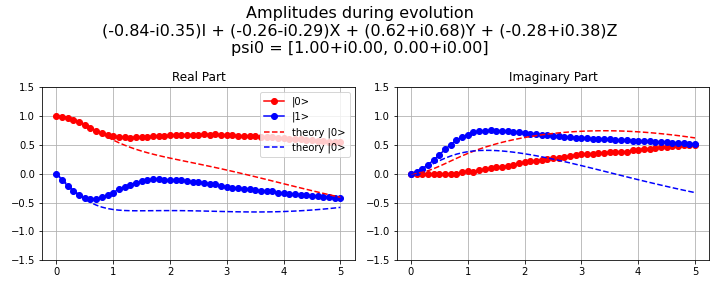 Amplitudes during evolution
(-0.84-i0.35)I + (-0.26-i0.29)X + (0.62+i0.68)Y + (-0.28+i0.38)Z
psi0 = [1.00+i0.00, 0.00+i0.00]
Real Part
1.5
1.0
0.5
0.0
−0.5
−1.0
−1.5
0 1 2 3 4 5
|0>
|1>
theory |0>
theory |0>
Imaginary Part
1.5
1.0
0.5
0.0
−0.5
−1.0
−1.5
0 1 2 3 4 5